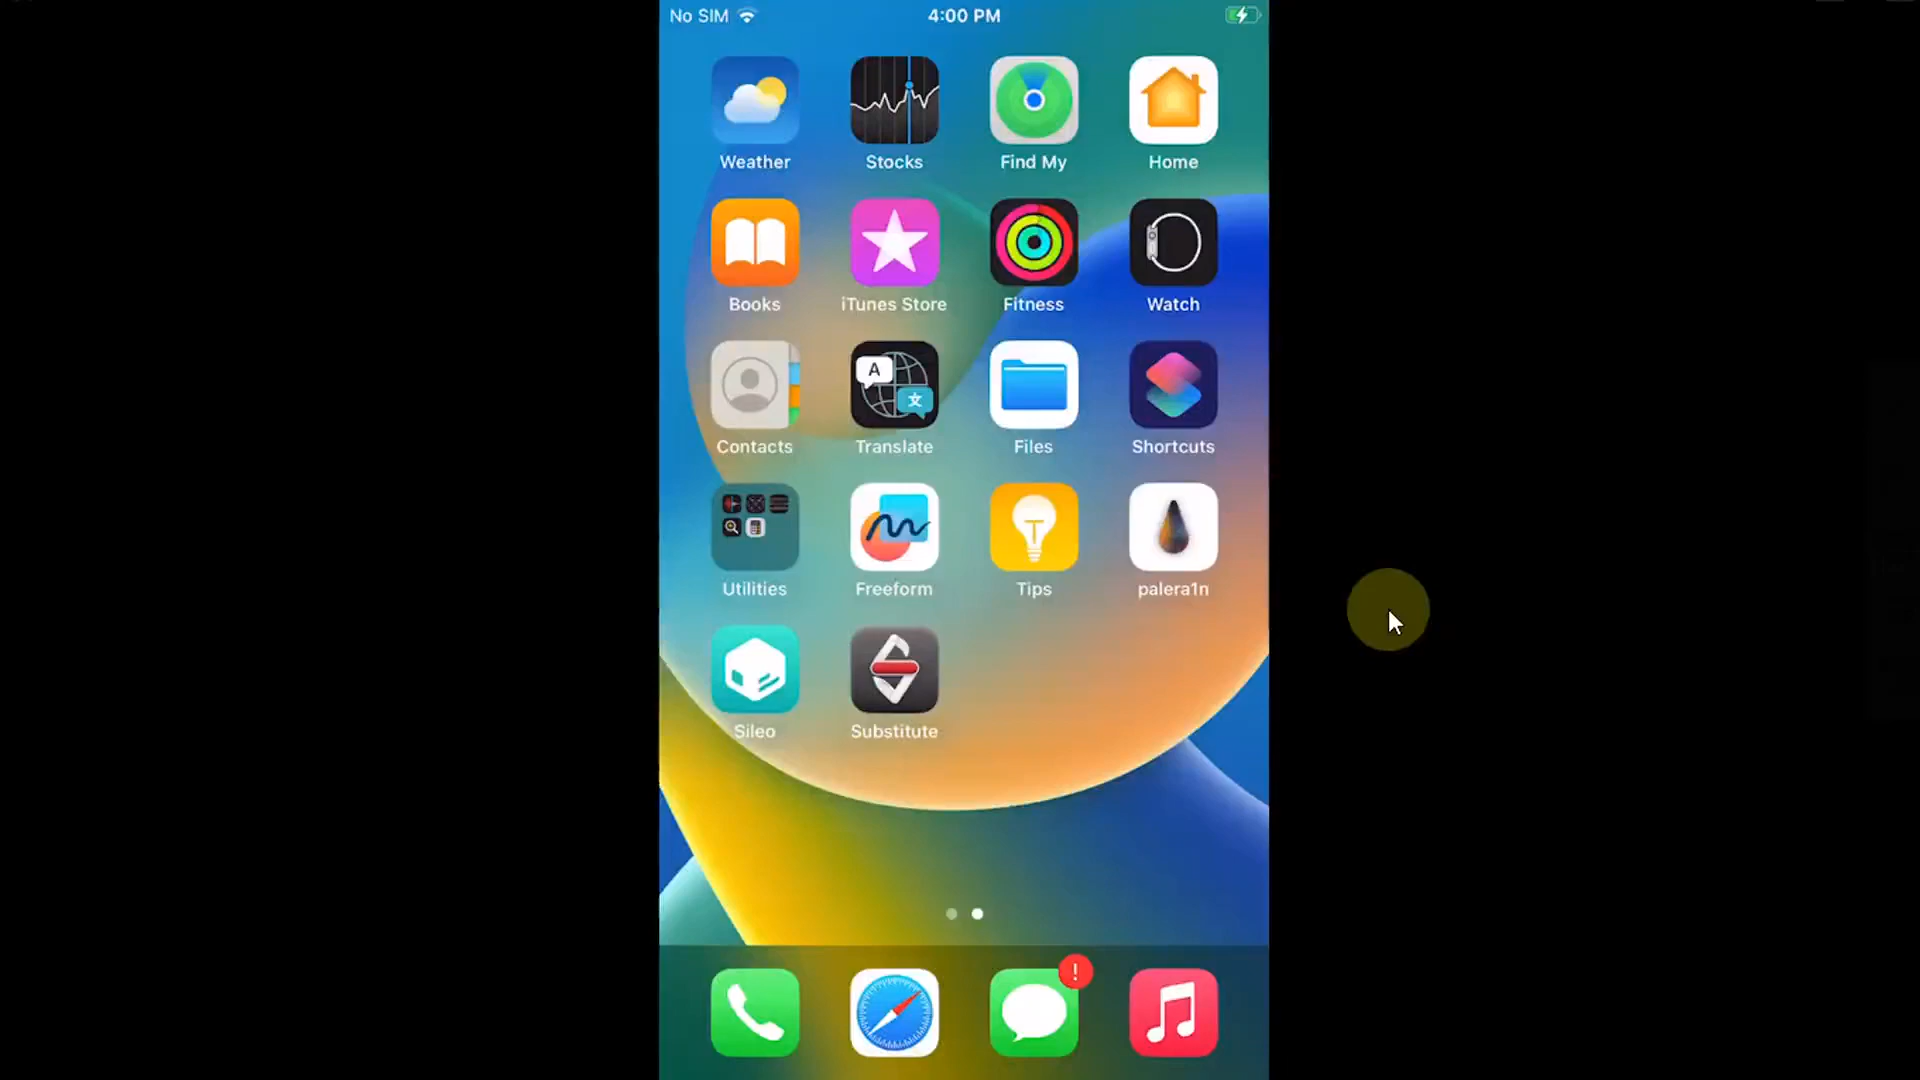 No SIM 4:00 PM
Weather Stocks Find My Home
Books iTunes Store Fitness Watch
A 文
Contacts Translate Files Shortcuts
Utilities Freeform Tips palera1n
Sileo Substitute
!